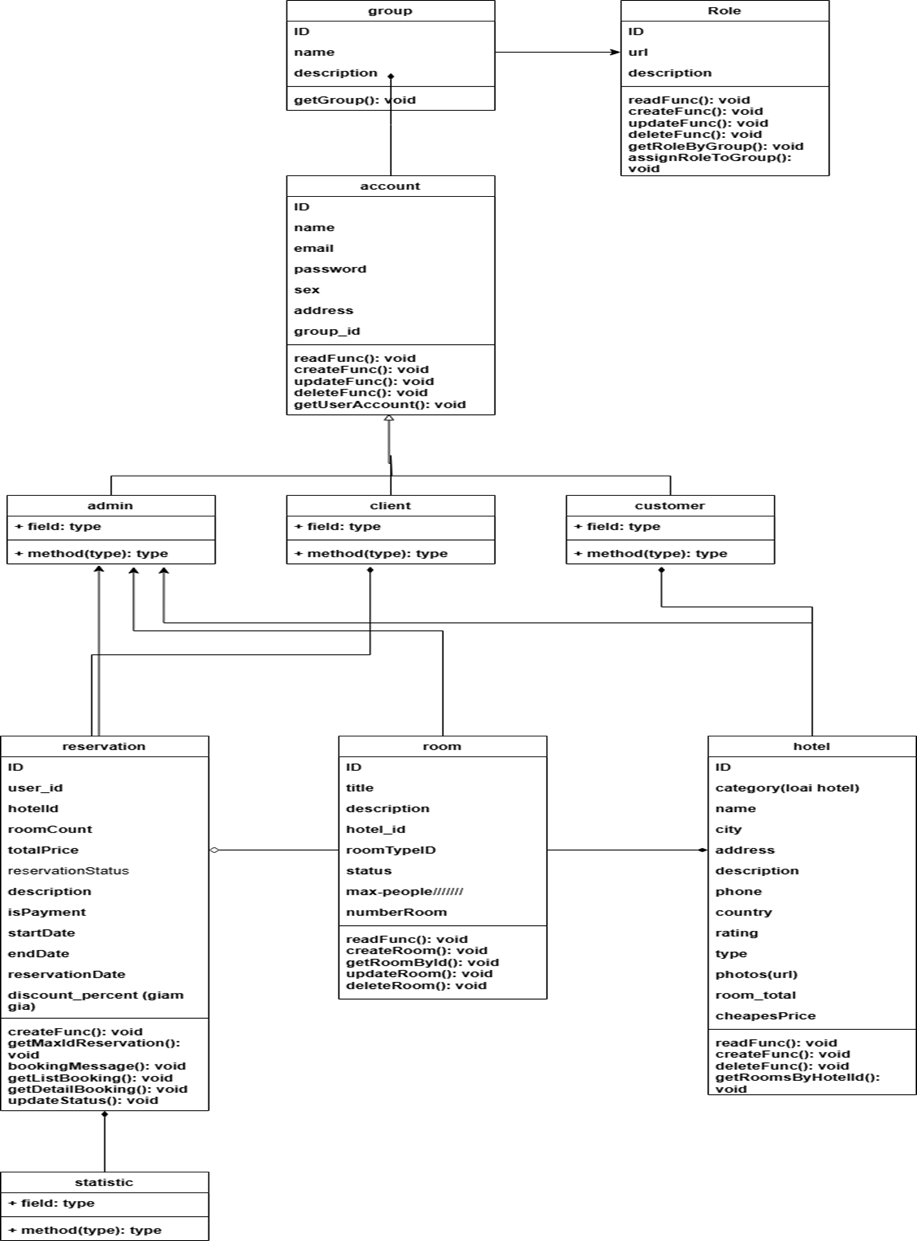 group
ID
name
description
getGroup(): void
Role
ID
url
description
readFunc(): void
createFunc(): void
updateFunc(): void
deleteFunc(): void
getRoleByGroup(): void
assignRoleToGroup():
void
account
ID
name
email
password
sex
address
group_id
readFunc(): void
createFunc(): void
updateFunc(): void
deleteFunc(): void
getUserAccount(): void
admin
+ field: type
+ method(type): type
client
+ field: type
+ method(type): type
customer
+ field: type
+ method(type): type
reservation
ID
user_id
hotelId
roomCount
totalPrice
reservationStatus
description
isPayment
startDate
endDate
reservationDate
discount_percent (giam
gia)
createFunc(): void
getMaxIdReservation():
void
bookingMessage(): void
getListBooking(): void
getDetailBooking(): void
updateStatus(): void
room
ID
title
description
hotel_id
roomTypeID
status
max-people///////
numberRoom
readFunc(): void
createRoom(): void
getRoomById(): void
updateRoom(): void
deleteRoom(): void
hotel
ID
category(loai hotel)
name
city
address
description
phone
country
rating
type
photos(url)
room_total
cheapesPrice
readFunc(): void
createFunc(): void
deleteFunc(): void
getRoomsByHotelId():
void
statistic
+ field: type
+ method(type): type